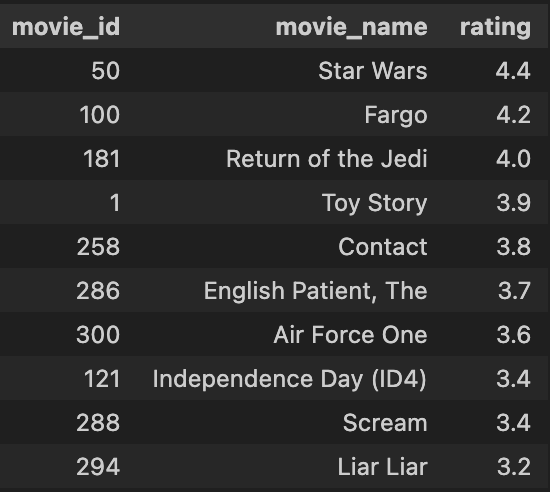 movie_id movie_name rating
50 Star Wars 4.4
100 Fargo 4.2
181 Return of the Jedi 4.0
1 Toy Story 3.9
258 Contact 3.8
286 English Patient, The 3.7
300 Air Force One 3.6
121 Independence Day (ID4) 3.4
288 Scream 3.4
294 Liar Liar 3.2